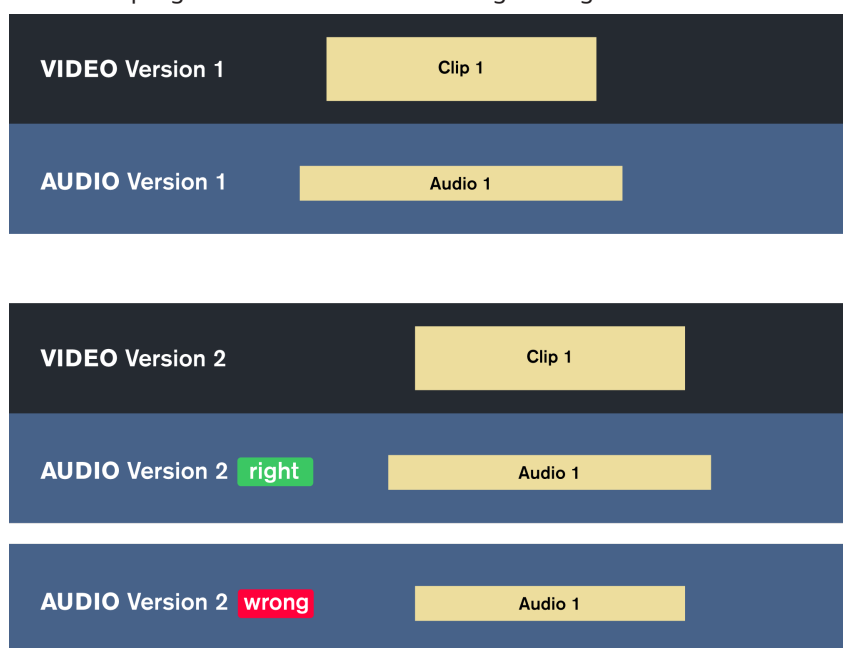 VIDEO Version 1
Clip 1
AUDIO Version 1
Audio 1
VIDEO Version 2
Clip 1
AUDIO Version 2 right
Audio 1
AUDIO Version 2 wrong
Audio 1